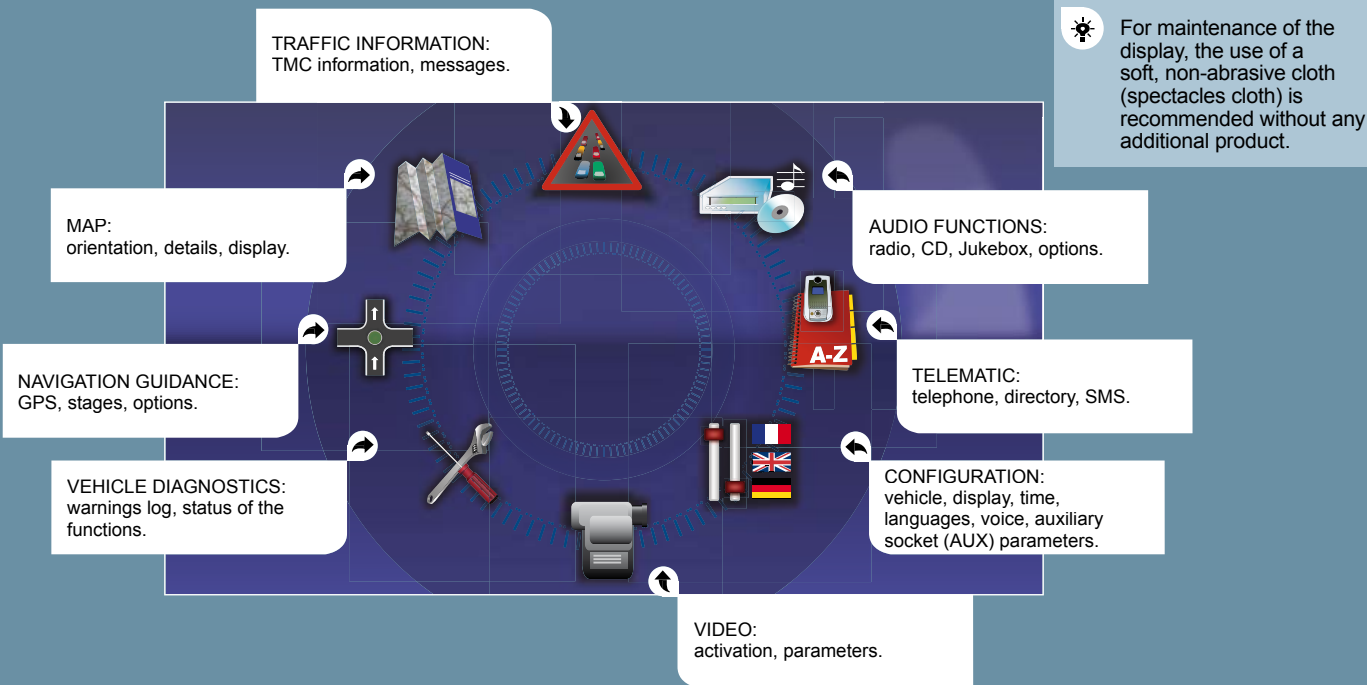 TRAFFIC INFORMATION:
TMC information, messages.
For maintenance of the
display, the use of a
soft, non-abrasive cloth
(spectacles cloth) is
recommended without any
additional product.
MAP:
orientation, details, display.
AUDIO FUNCTIONS:
radio, CD, Jukebox, options.
A-Z
NAVIGATION GUIDANCE:
GPS, stages, options.
TELEMATIC:
telephone, directory, SMS.
VEHICLE DIAGNOSTICS:
warnings log, status of the
functions.
CONFIGURATION:
vehicle, display, time,
languages, voice, auxiliary
socket (AUX) parameters.
VIDEO:
activation, parameters.